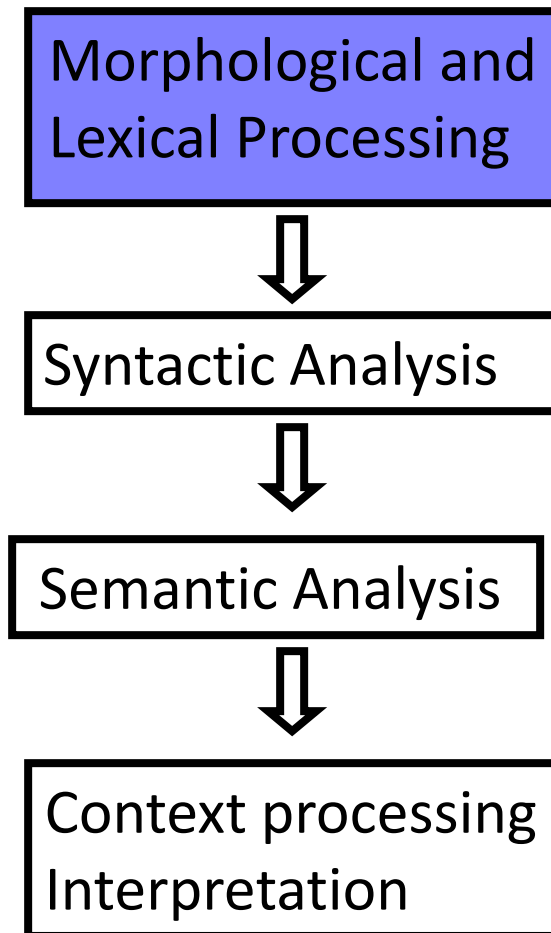 Morphological and
Lexical Processing
Syntactic Analysis
Semantic Analysis
Context processing
Interpretation